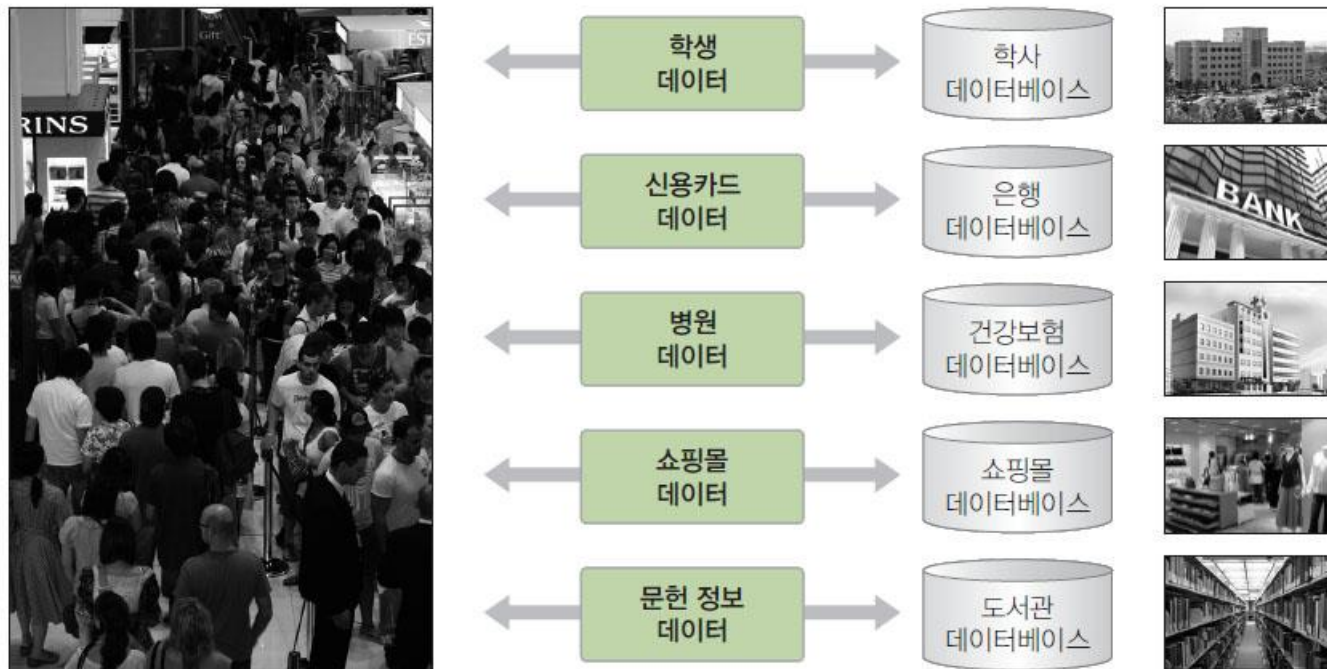 Gift
EST
RINS
학생
데이터
학사
데이터베이스
신용카드
데이터
은행
데이터베이스
BANK
병원
데이터
건강보험
데이터베이스
쇼핑몰
데이터
쇼핑몰
데이터베이스
문헌 정보
데이터
도서관
데이터베이스